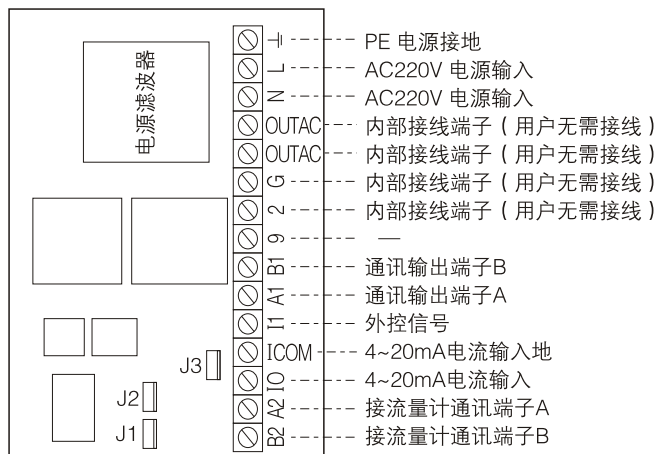 电源滤波器
⏚ PE 电源接地
L AC220V 电源输入
N AC220V 电源输入
OUTAC 内部接线端子（用户无需接线）
OUTAC 内部接线端子（用户无需接线）
G 内部接线端子（用户无需接线）
2 内部接线端子（用户无需接线）
9 —
B1 通讯输出端子B
A1 通讯输出端子A
I1 外控信号
ICOM 4~20mA电流输入地
IO 4~20mA电流输入
A2 接流量计通讯端子A
B2 接流量计通讯端子B
J3
J2
J1